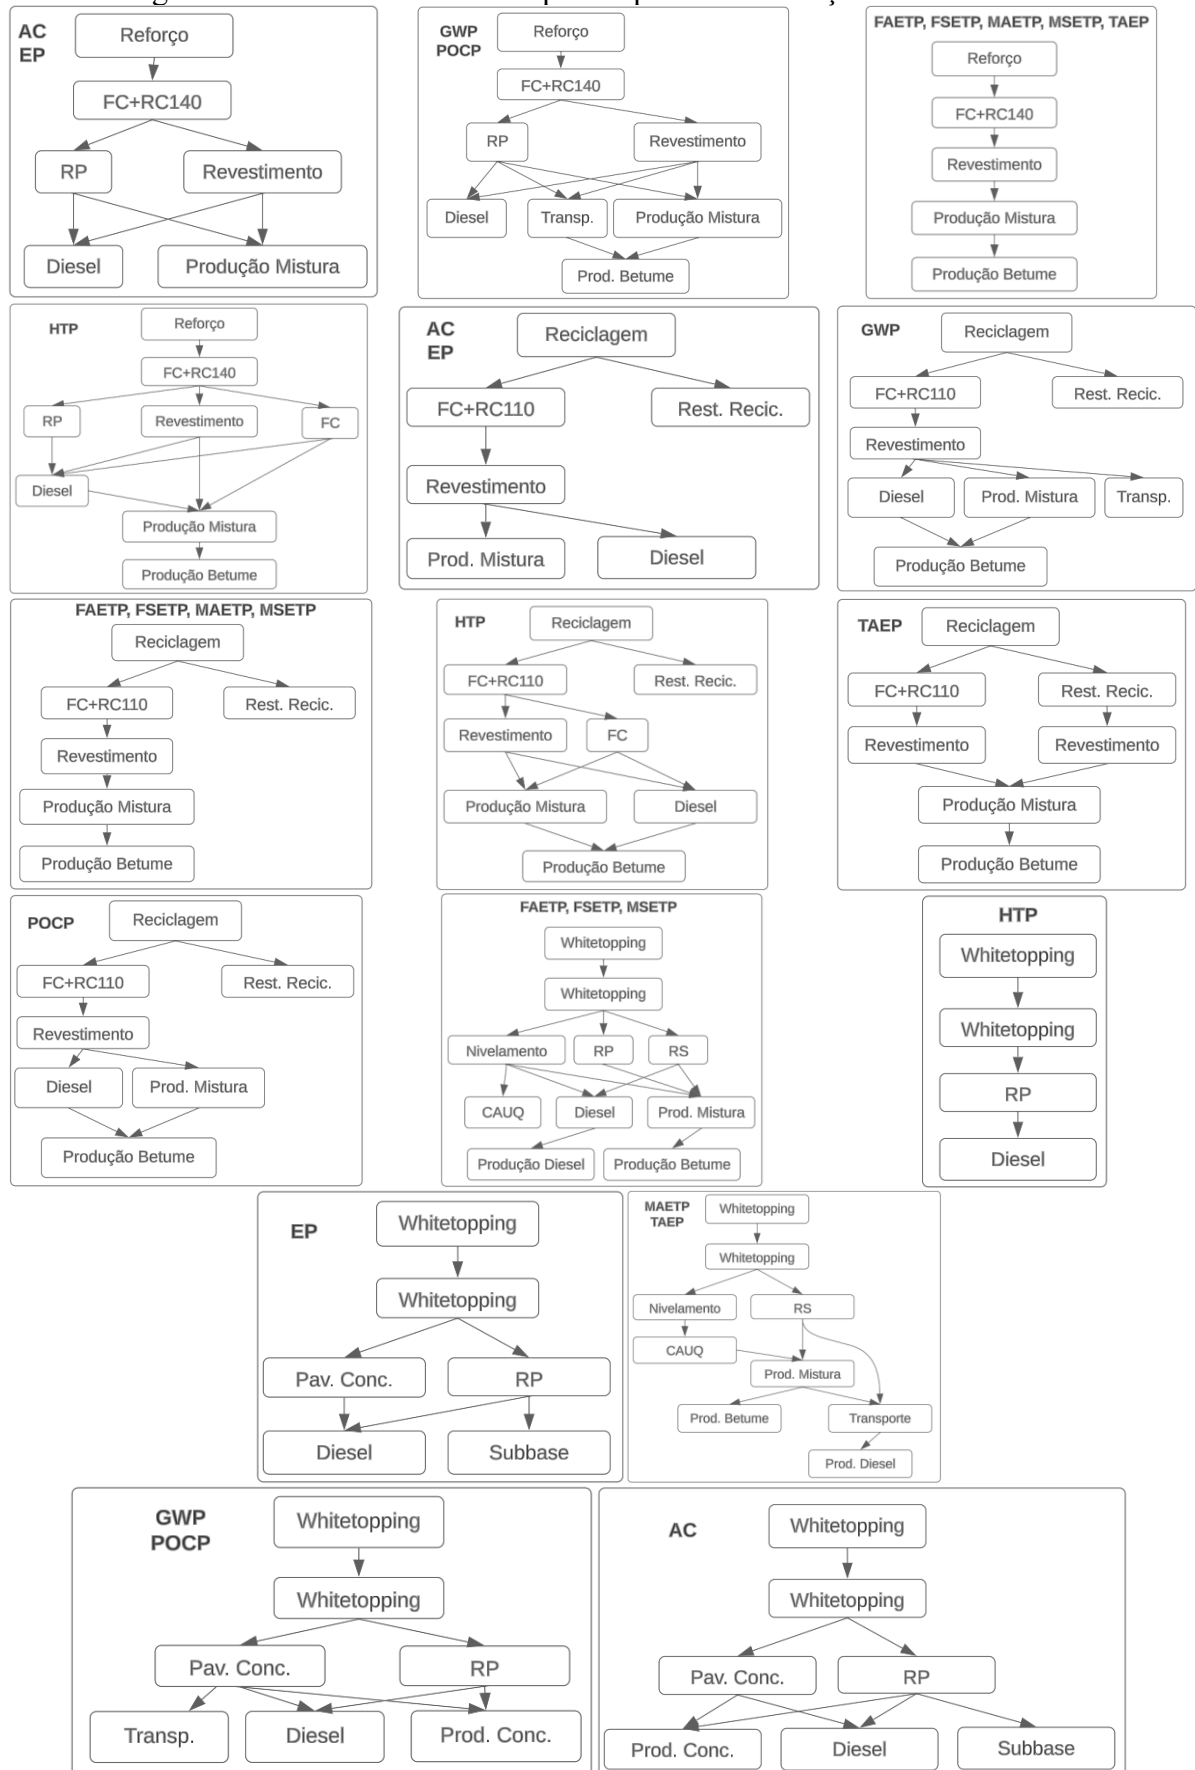 AC
EP
Reforço
FC+RC140
RP
Revestimento
Diesel
Produção Mistura
GWP
POCP
Reforço
FC+RC140
RP
Revestimento
Diesel
Transp.
Produção Mistura
Prod. Betume
FAETP, FSETP, MAETP, MSETP, TAEP
Reforço
FC+RC140
Revestimento
Produção Mistura
Produção Betume
HTP
Reforço
FC+RC140
RP
Revestimento
FC
Diesel
Produção Mistura
Produção Betume
AC
EP
Reciclagem
FC+RC110
Rest. Recic.
Revestimento
Prod. Mistura
Diesel
GWP
Reciclagem
FC+RC110
Rest. Recic.
Revestimento
Diesel
Prod. Mistura
Transp.
Produção Betume
FAETP, FSETP, MAETP, MSETP
Reciclagem
FC+RC110
Rest. Recic.
Revestimento
Produção Mistura
Produção Betume
HTP
Reciclagem
FC+RC110
Rest. Recic.
Revestimento
FC
Produção Mistura
Diesel
Produção Betume
TAEP
Reciclagem
FC+RC110
Rest. Recic.
Revestimento
Revestimento
Produção Mistura
Produção Betume
POCP
Reciclagem
FC+RC110
Rest. Recic.
Revestimento
Diesel
Prod. Mistura
Produção Betume
FAETP, FSETP, MSETP
Whitetopping
Whitetopping
Nivelamento
RP
RS
CAUQ
Diesel
Prod. Mistura
Produção Diesel
Produção Betume
HTP
Whitetopping
Whitetopping
RP
Diesel
EP
Whitetopping
Whitetopping
Pav. Conc.
RP
Diesel
Subbase
MAETP
TAEP
Whitetopping
Whitetopping
Nivelamento
RS
CAUQ
Prod. Mistura
Prod. Betume
Transporte
Prod. Diesel
GWP
POCP
Whitetopping
Whitetopping
Pav. Conc.
RP
Transp.
Diesel
Prod. Conc.
AC
Whitetopping
Whitetopping
Pav. Conc.
RP
Prod. Conc.
Diesel
Subbase